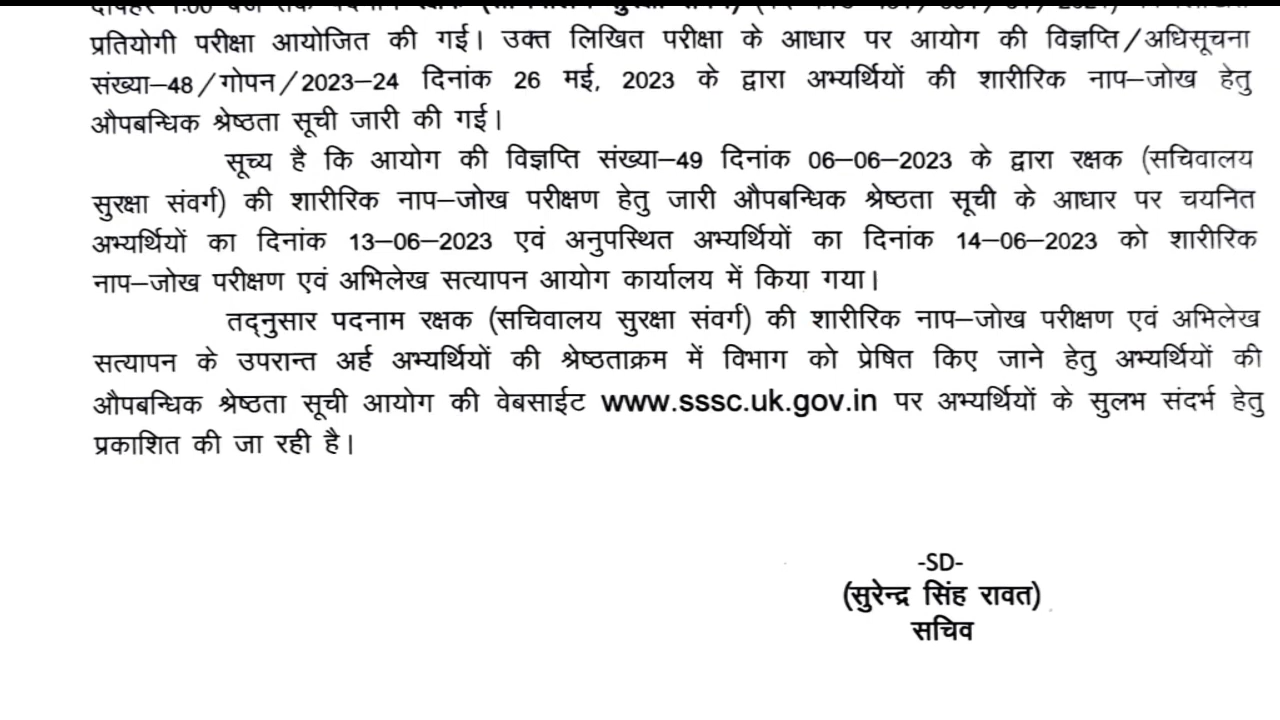 प्रतियोगी परीक्षा आयोजित की गई। उक्त लिखित परीक्षा के आधार पर आयोग की विज्ञप्ति/अधिसूचना
संख्या–48/गोपन/2023–24 दिनांक 26 मई, 2023 के द्वारा अभ्यर्थियों की शारीरिक नाप–जोख हेतु
औपबन्धिक श्रेष्ठता सूची जारी की गई।
सूच्य है कि आयोग की विज्ञप्ति संख्या–49 दिनांक 06–06–2023 के द्वारा रक्षक (सचिवालय
सुरक्षा संवर्ग) की शारीरिक नाप–जोख परीक्षण हेतु जारी औपबन्धिक श्रेष्ठता सूची के आधार पर चयनित
अभ्यर्थियों का दिनांक 13–06–2023 एवं अनुपस्थित अभ्यर्थियों का दिनांक 14–06–2023 को शारीरिक
नाप–जोख परीक्षण एवं अभिलेख सत्यापन आयोग कार्यालय में किया गया।
तद्नुसार पदनाम रक्षक (सचिवालय सुरक्षा संवर्ग) की शारीरिक नाप–जोख परीक्षण एवं अभिलेख
सत्यापन के उपरान्त अर्ह अभ्यर्थियों की श्रेष्ठताक्रम में विभाग को प्रेषित किए जाने हेतु अभ्यर्थियों की
औपबन्धिक श्रेष्ठता सूची आयोग की वेबसाईट www.sssc.uk.gov.in पर अभ्यर्थियों के सुलभ संदर्भ हेतु
प्रकाशित की जा रही है।
-SD-
(सुरेन्द्र सिंह रावत)
सचिव